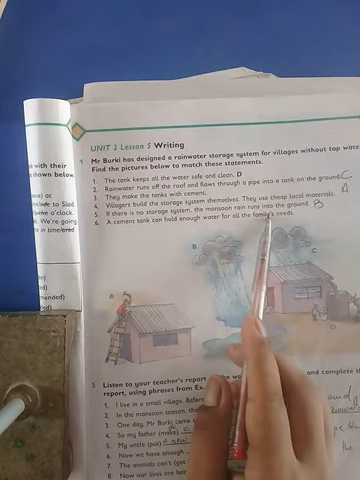 UNIT 2 Lesson 5 Writing
1 Mr Burki has designed a rainwater storage system for villages without tap wate
Find the pictures below to match these statements.
1. The tank keeps all the water safe and clean. D
2. Rainwater runs off the roof and flows through a pipe into a tank on the ground. C
3. They make the tanks with cement.
4. Villagers build the storage system themselves. They use cheap local materials. A
5. If there is no storage system, the monsoon rain runs into the ground. B
6. A cement tank can hold enough water for all the family's needs.
k with their
shown below.
at
to Slad
o'clock.
We're going
in time/
A
B
C
D
2 Listen to your teacher's report and complete th
report, using phrases from Ex.
1. I live in a small village. Before
2. In the monsoon season, the
3. One day, Mr Burki came
4. So my father (make) a
5. My uncle (put) a new
6. Now we have enough
7. The animals can't (get
8. Now our lives are bet